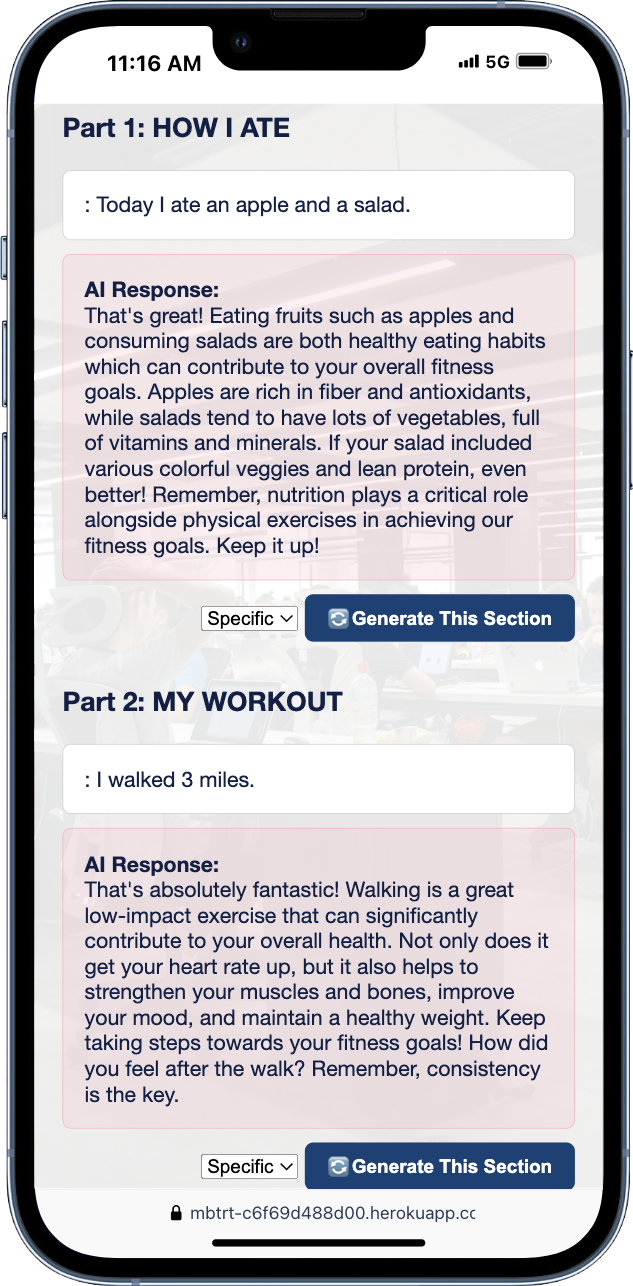 11:16 AM
5G
Part 1: HOW I ATE
: Today I ate an apple and a salad.
AI Response:
That's great! Eating fruits such as apples and
consuming salads are both healthy eating habits
which can contribute to your overall fitness
goals. Apples are rich in fiber and antioxidants,
while salads tend to have lots of vegetables, full
of vitamins and minerals. If your salad included
various colorful veggies and lean protein, even
better! Remember, nutrition plays a critical role
alongside physical exercises in achieving our
fitness goals. Keep it up!
Specific
Generate This Section
Part 2: MY WORKOUT
: I walked 3 miles.
AI Response:
That's absolutely fantastic! Walking is a great
low-impact exercise that can significantly
contribute to your overall health. Not only does it
get your heart rate up, but it also helps to
strengthen your muscles and bones, improve
your mood, and maintain a healthy weight. Keep
taking steps towards your fitness goals! How did
you feel after the walk? Remember, consistency
is the key.
Specific
Generate This Section
mbtrt-c6f69d488d00.herokuapp.cc